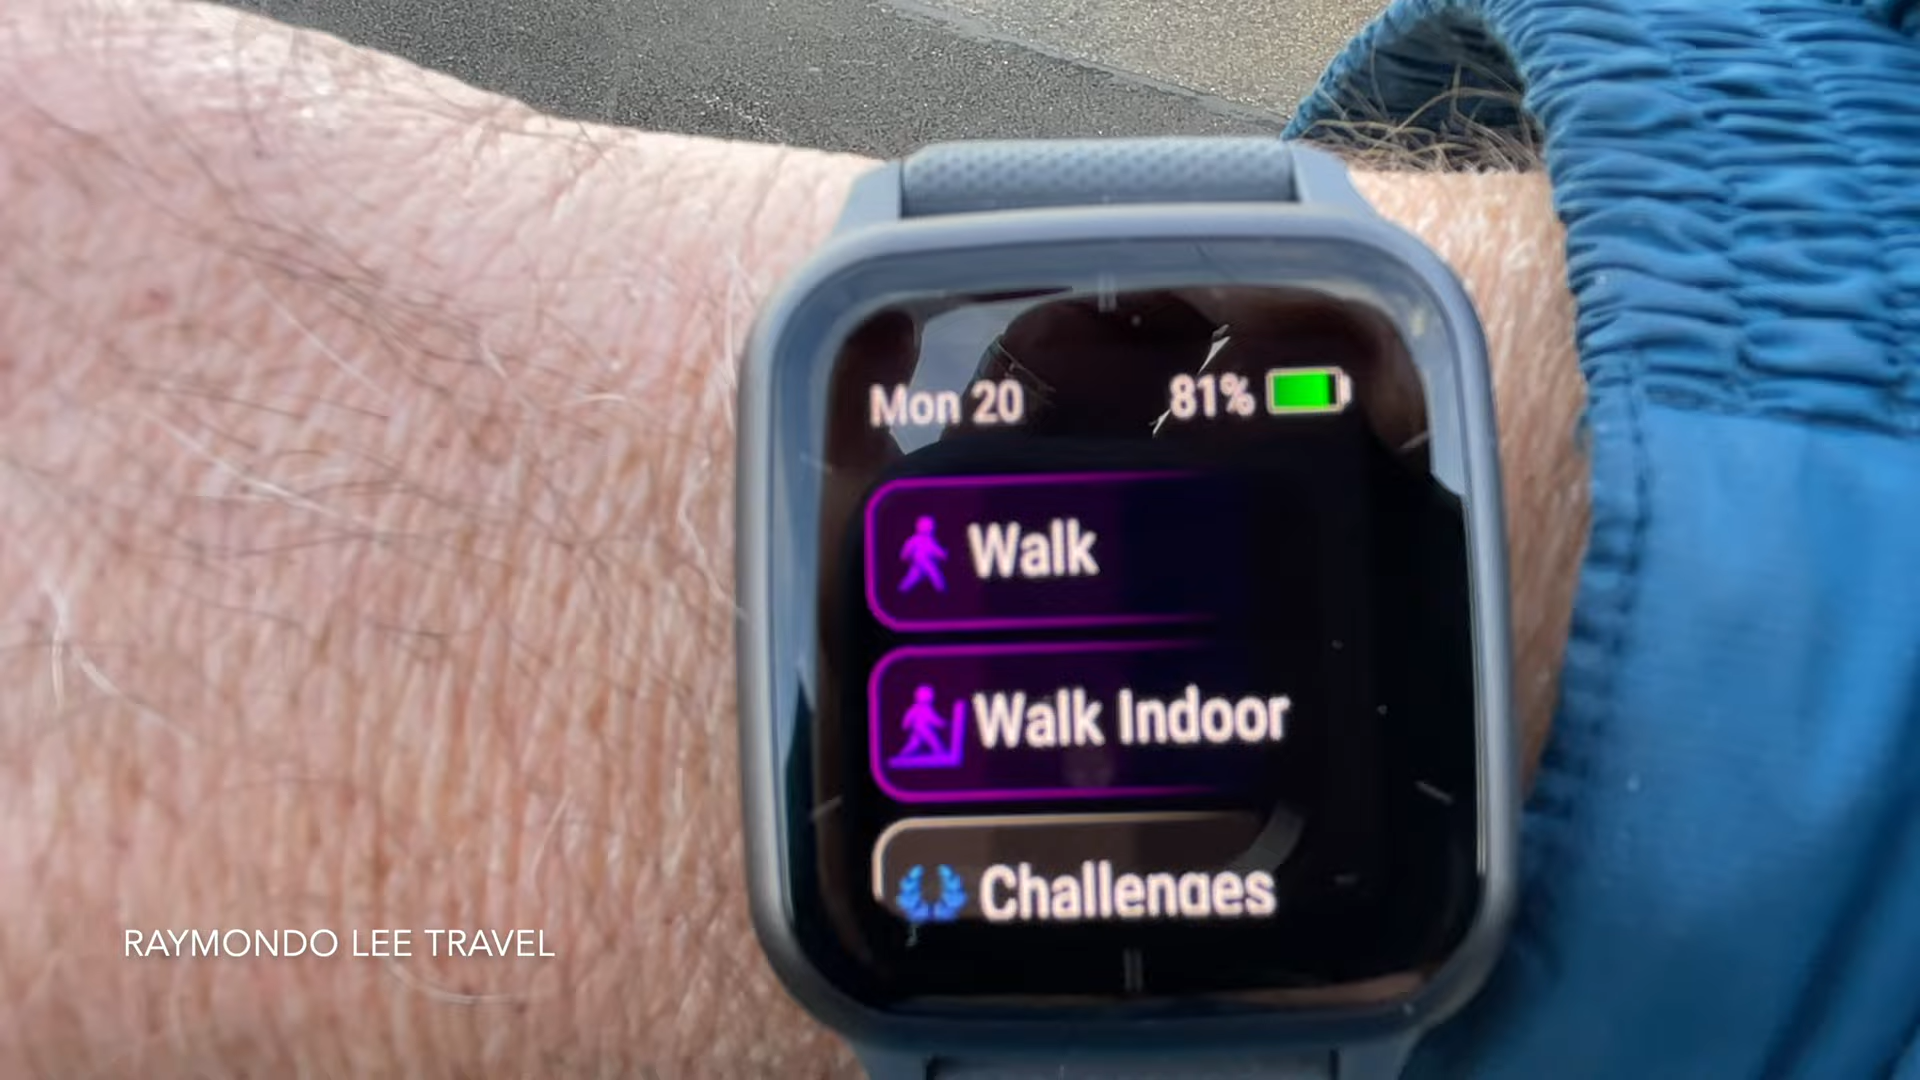 Mon 20 81%
Walk
Walk Indoor
Challenges
RAYMONDO LEE TRAVEL